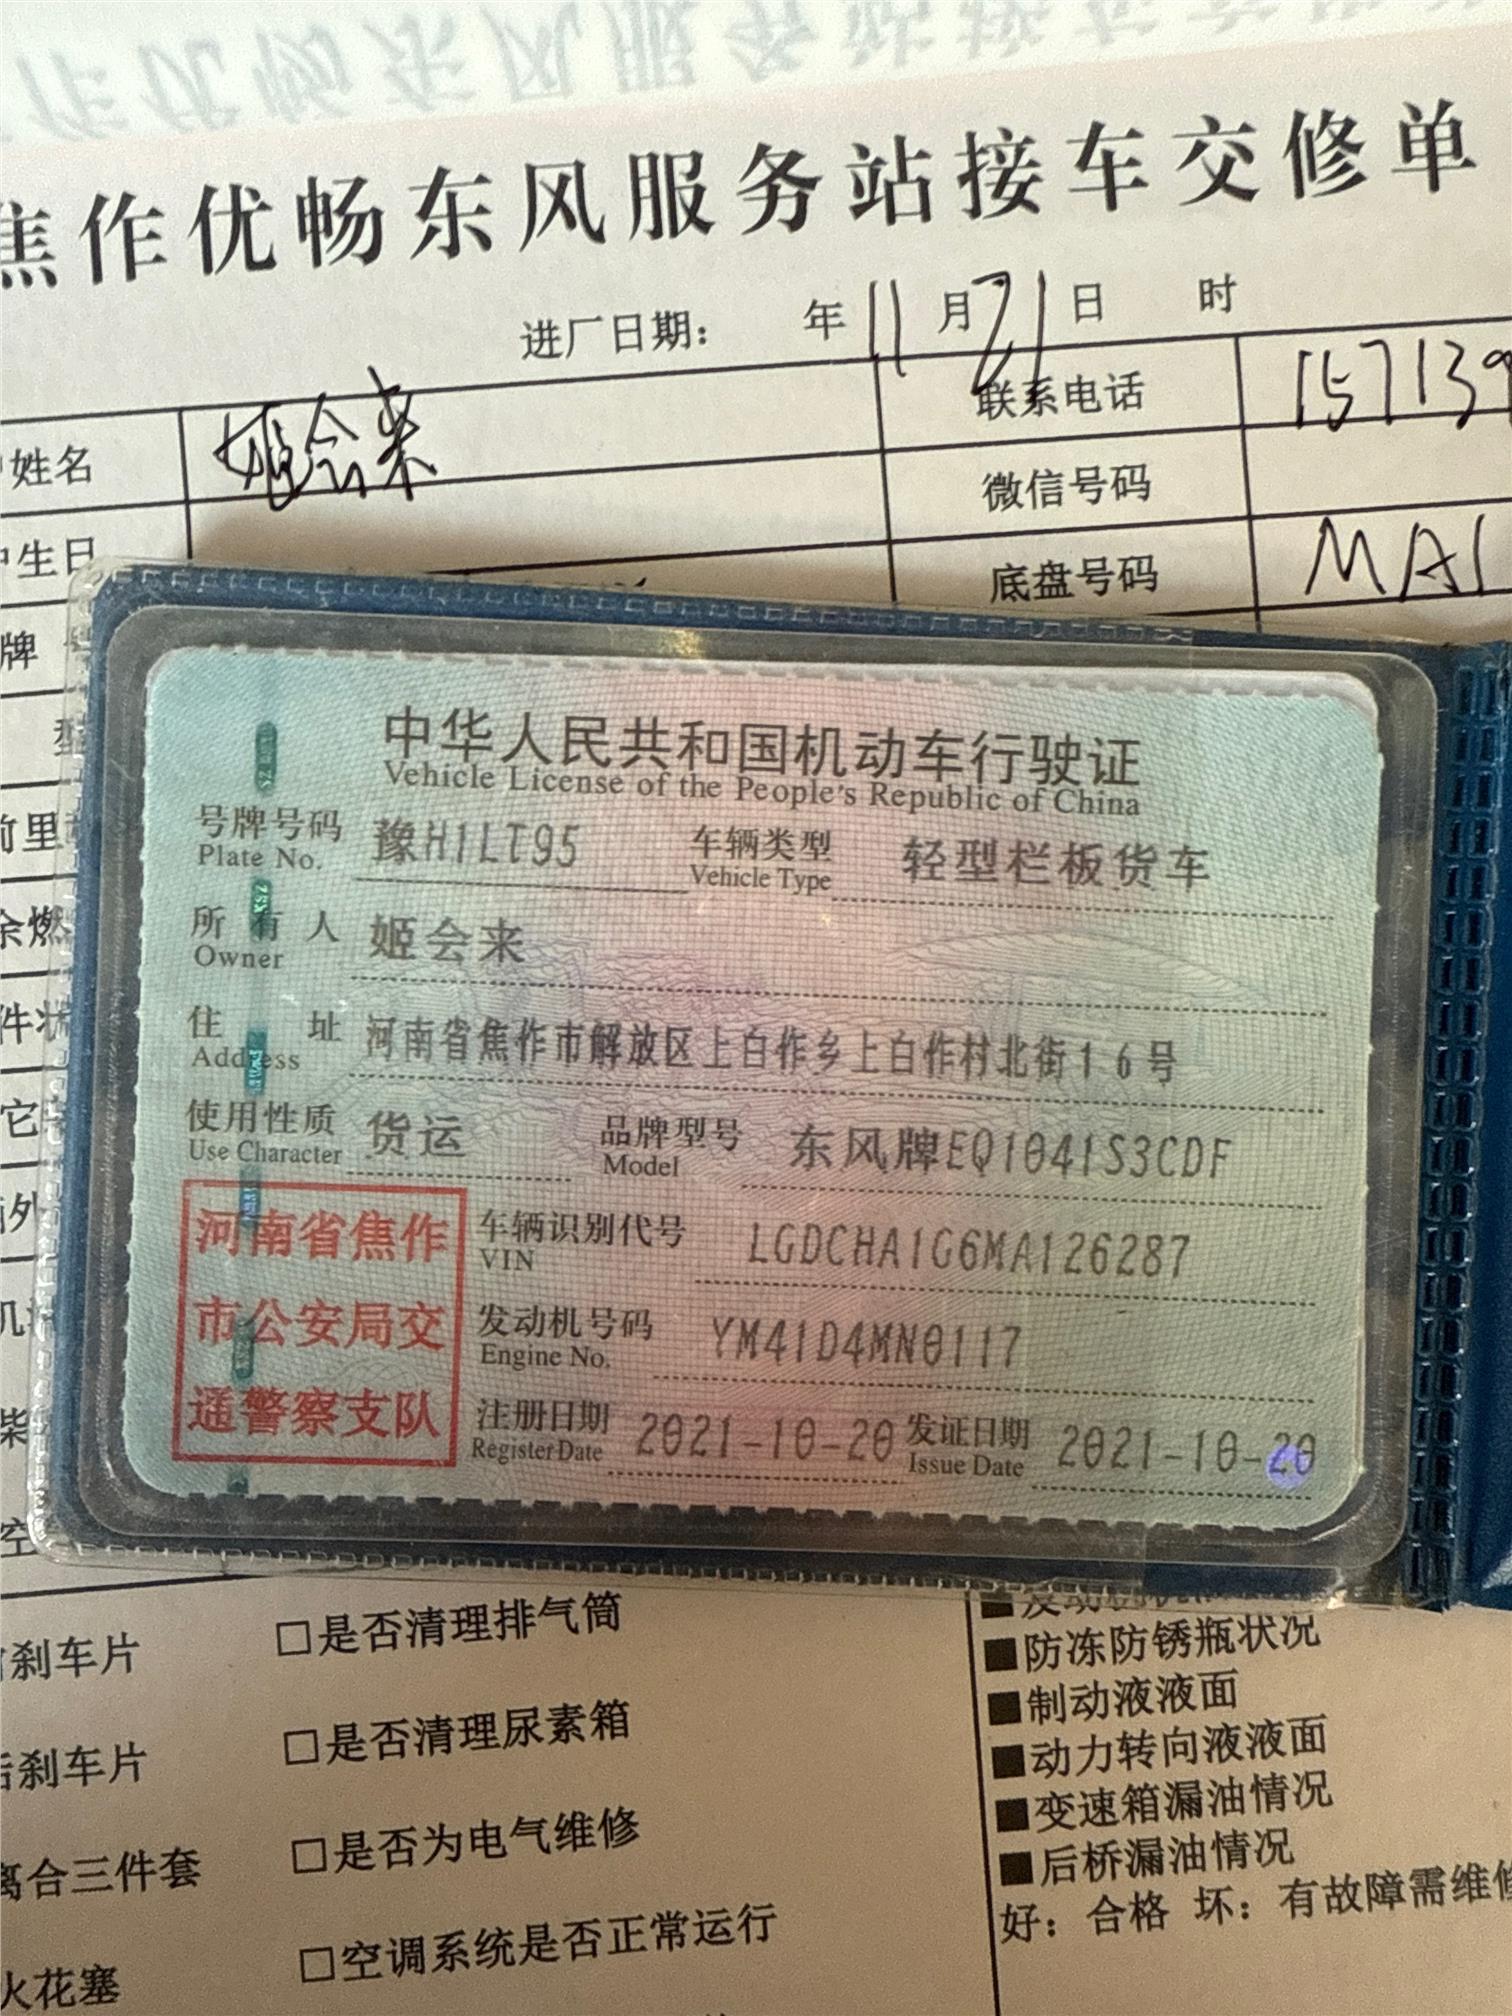 焦作优畅东风服务站接车交修单
进厂日期： 年 11 月 21 日 时
姓名 姬会来 联系电话 157139
微信号码
生日 底盘号码 MA1
牌
中华人民共和国机动车行驶证
Vehicle License of the People's Republic of China
号牌号码 豫H1LT95 车辆类型 轻型栏板货车
Plate No. Vehicle Type
所有人 姬会来
Owner
住址 河南省焦作市解放区上白作乡上白作村北街16号
Address
使用性质 货运 品牌型号 东风牌EQ1041S3CDF
Use Character Model
河南省焦作
市公安局交
通警察支队
车辆识别代号 LGDCHA1G6MA126287
VIN
发动机号码 YM41D4MN0117
Engine No.
注册日期 2021-10-20 发证日期 2021-10-20
Register Date Issue Date
刹车片 □是否清理排气筒
■防冻防锈瓶状况
■制动液液面
后刹车片 □是否清理尿素箱
■动力转向液液面
■变速箱漏油情况
离合三件套 □是否为电气维修
■后桥漏油情况
好：合格 坏：有故障需维修
火花塞 □空调系统是否正常运行